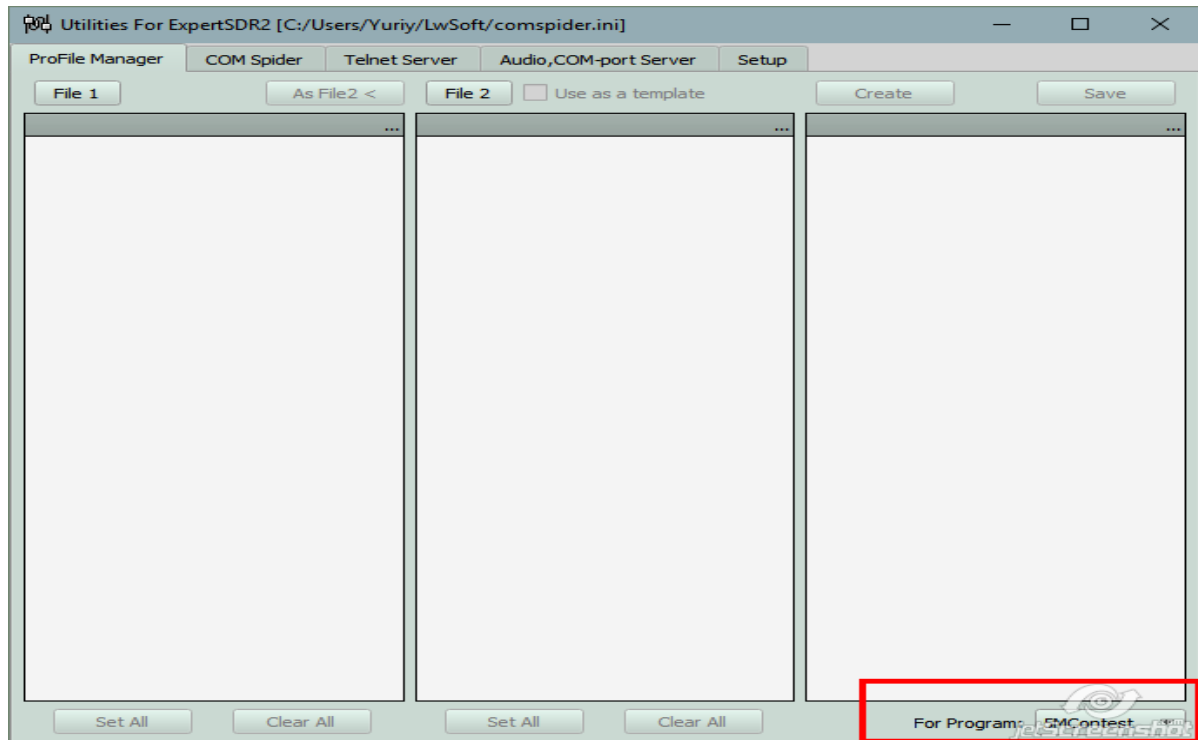 Utilities For ExpertSDR2 [C:/Users/Yuriy/LwSoft/comspider.ini]
ProFile Manager COM Spider Telnet Server Audio,COM-port Server Setup
File 1 As File2 < File 2 Use as a template Create Save
... ... ...
Set All Clear All Set All Clear All For Program: 5MContest
jetScreenshot